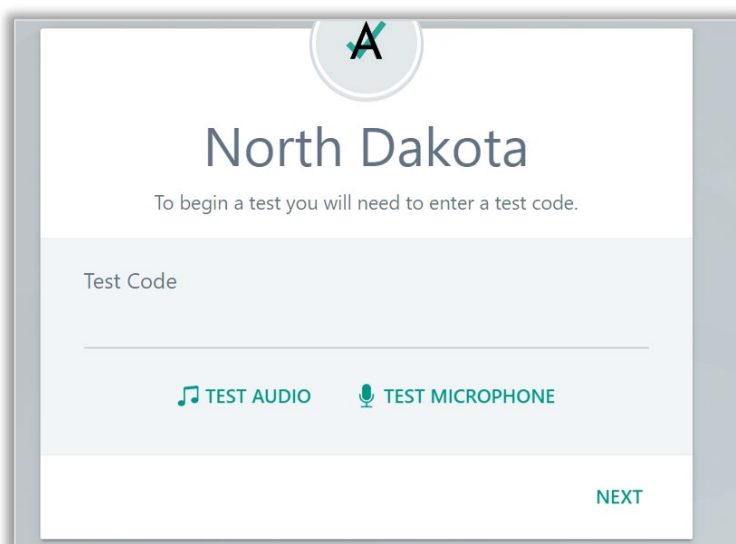 A
North Dakota
To begin a test you will need to enter a test code.
Test Code
TEST AUDIO TEST MICROPHONE
NEXT